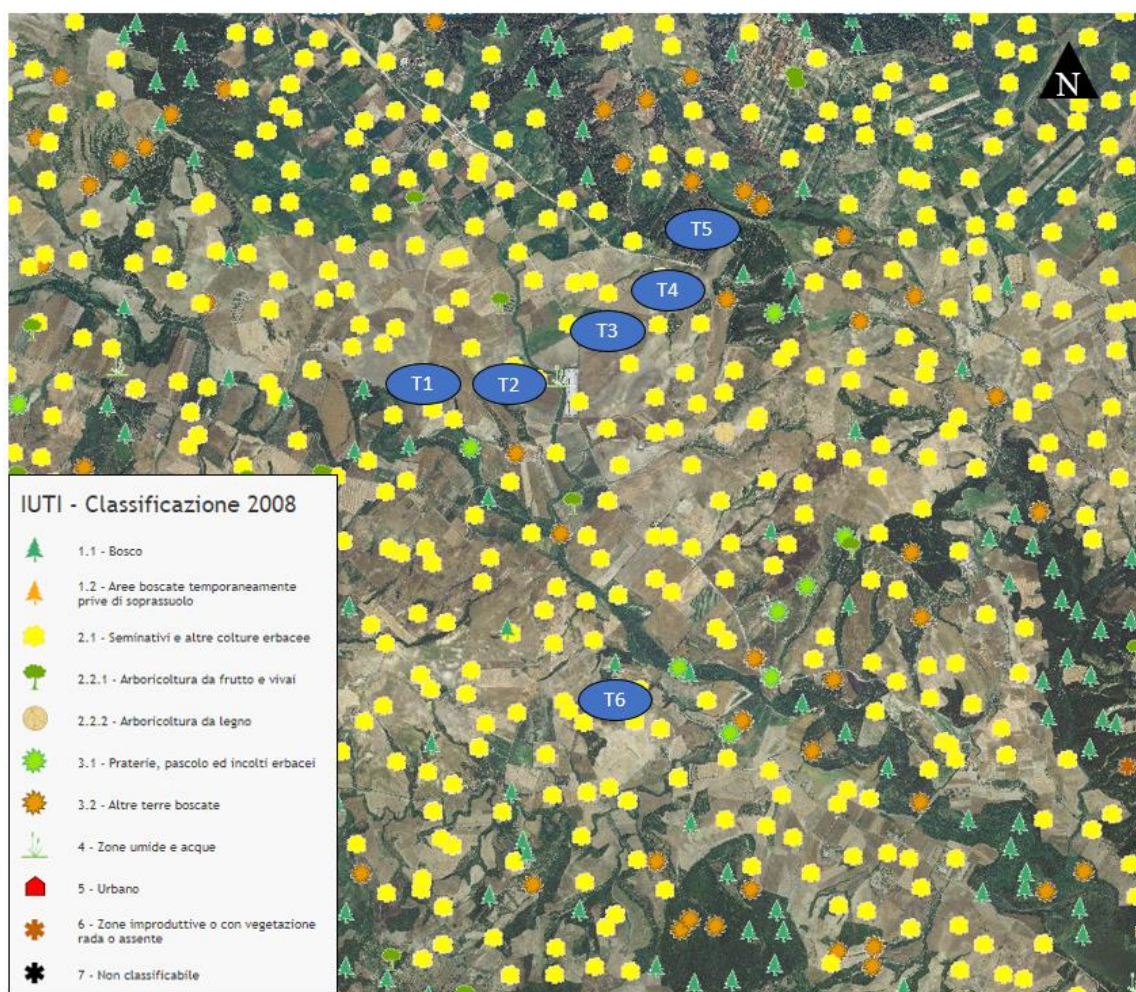 N
T5
T4
T3
T1
T2
T6
IUTI - Classificazione 2008
1.1 - Bosco
1.2 - Aree boscate temporaneamente
prive di soprassuolo
2.1 - Seminativi e altre colture erbacee
2.2.1 - Arboricoltura da frutto e vivai
2.2.2 - Arboricoltura da legno
3.1 - Praterie, pascolo ed incolti erbacei
3.2 - Altre terre boscate
4 - Zone umide e acque
5 - Urbano
6 - Zone improduttive o con vegetazione
rada o assente
7 - Non classificabile